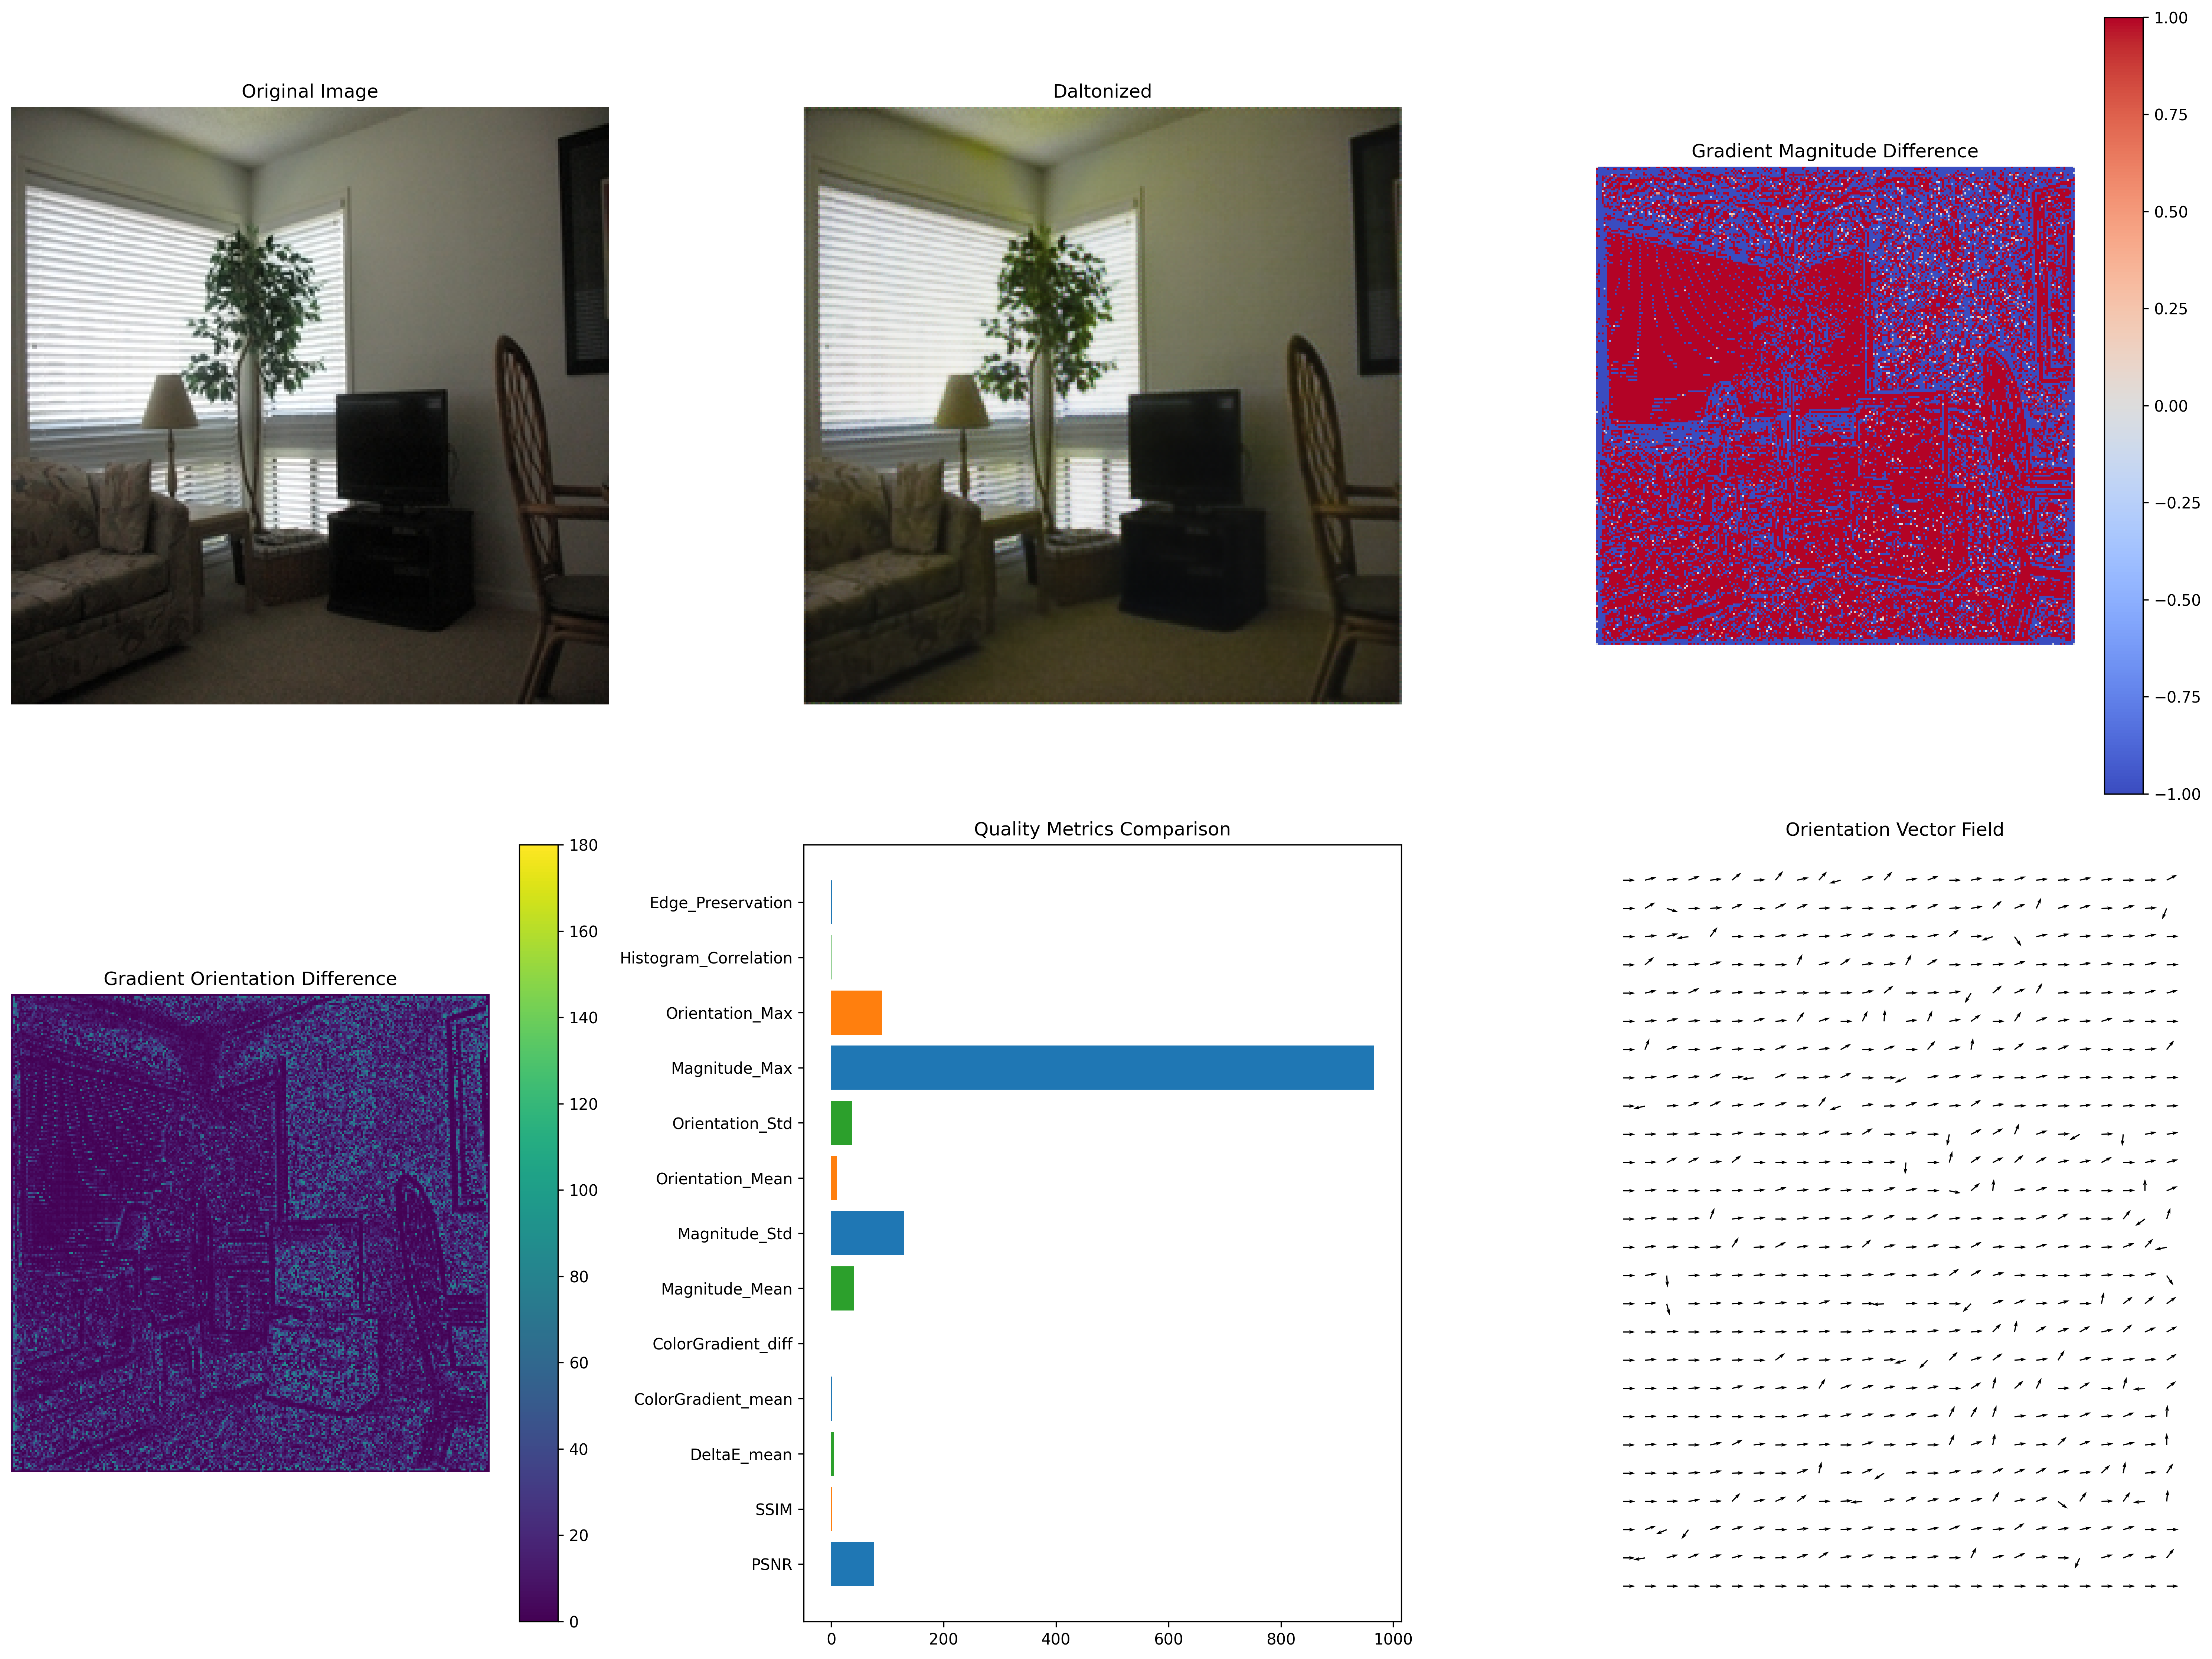 Original Image
Daltonized
Gradient Magnitude Difference
1.00
0.75
0.50
0.25
0.00
−0.25
−0.50
−0.75
−1.00
Gradient Orientation Difference
180
160
140
120
100
80
60
40
20
0
Quality Metrics Comparison
Edge_Preservation
Histogram_Correlation
Orientation_Max
Magnitude_Max
Orientation_Std
Orientation_Mean
Magnitude_Std
Magnitude_Mean
ColorGradient_diff
ColorGradient_mean
DeltaE_mean
SSIM
PSNR
0 200 400 600 800 1000
Orientation Vector Field